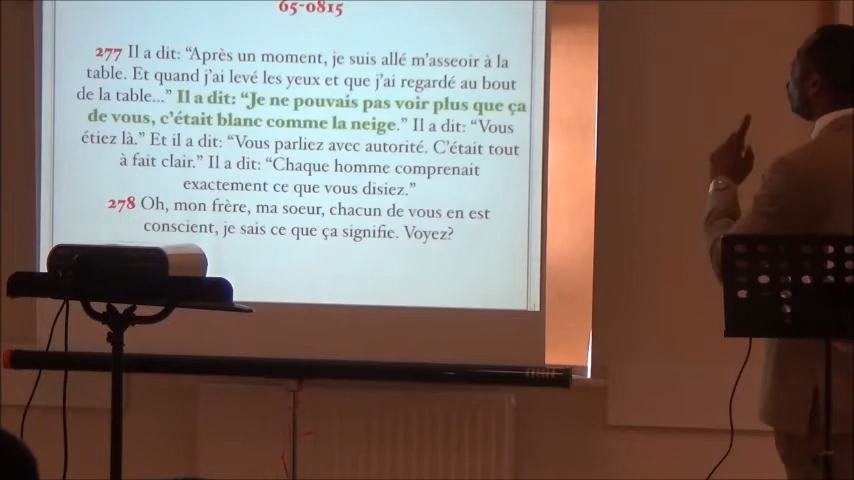 65-0815
277 Il a dit: “Après un moment, je suis allé m’asseoir à la
table. Et quand j’ai levé les yeux et que j’ai regardé au bout
de la table...” Il a dit: “Je ne pouvais pas voir plus que ça
de vous, c’était blanc comme la neige.” Il a dit: “Vous
étiez là.” Et il a dit: “Vous parliez avec autorité. C’était tout
à fait clair.” Il a dit: “Chaque homme comprenait
exactement ce que vous disiez.”
278 Oh, mon frère, ma soeur, chacun de vous en est
conscient, je sais ce que ça signifie. Voyez?